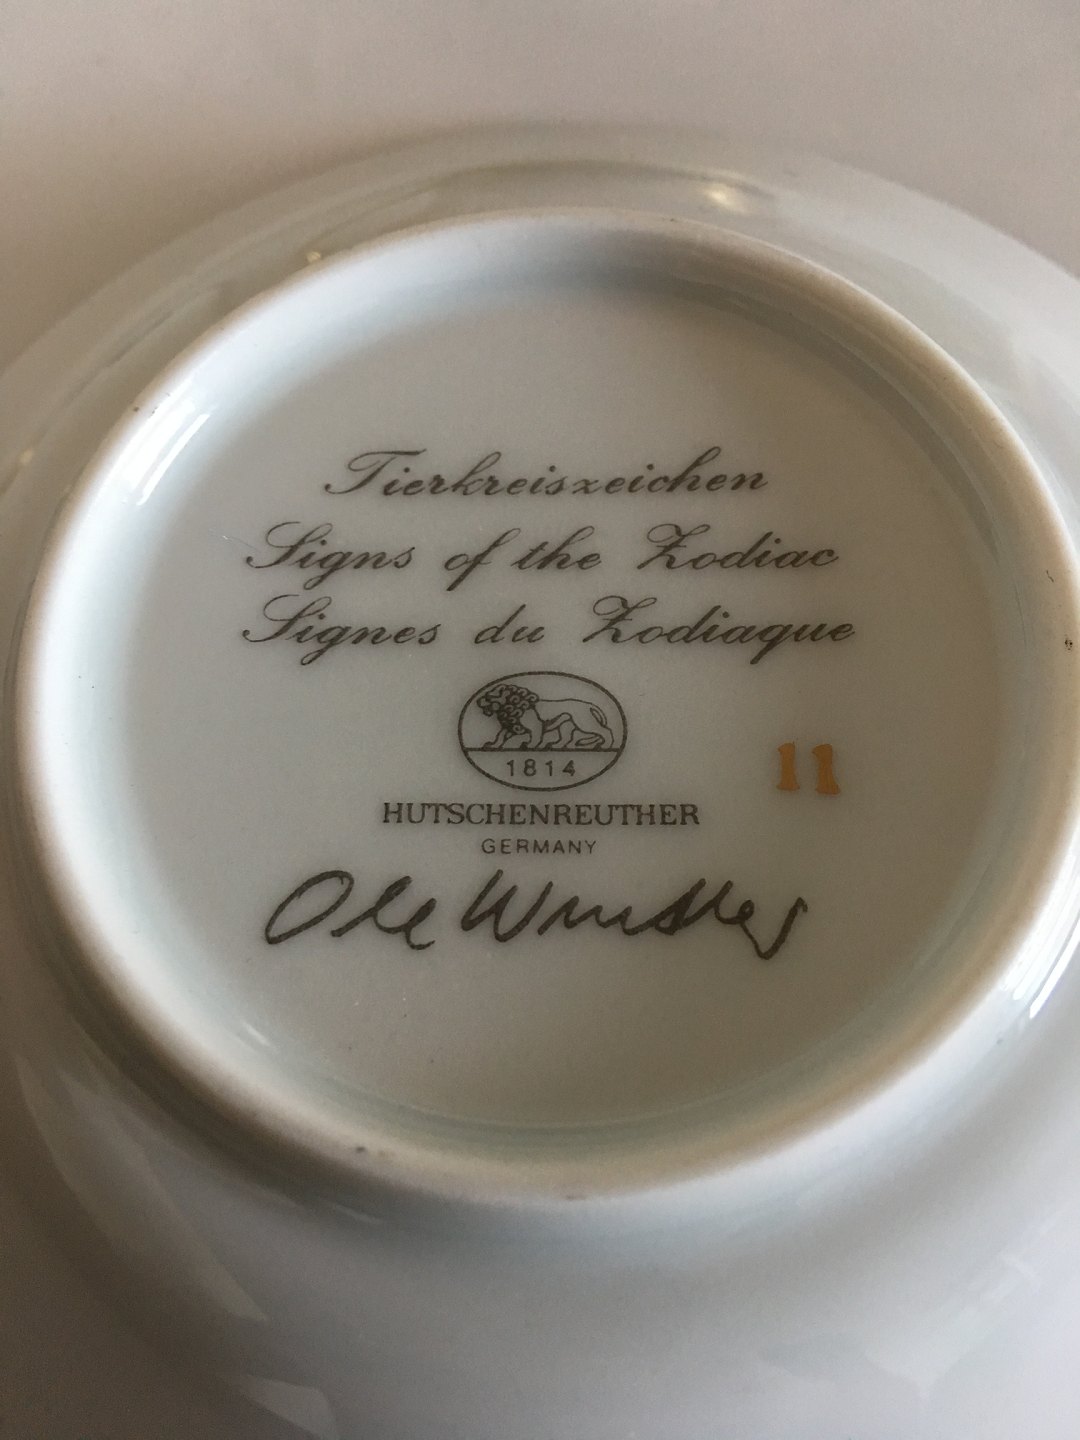 Tierkreiszeichen
Signs of the Zodiac
Signes du Zodiaque
1814
11
HUTSCHENREUTHER
GERMANY
Ole Winther